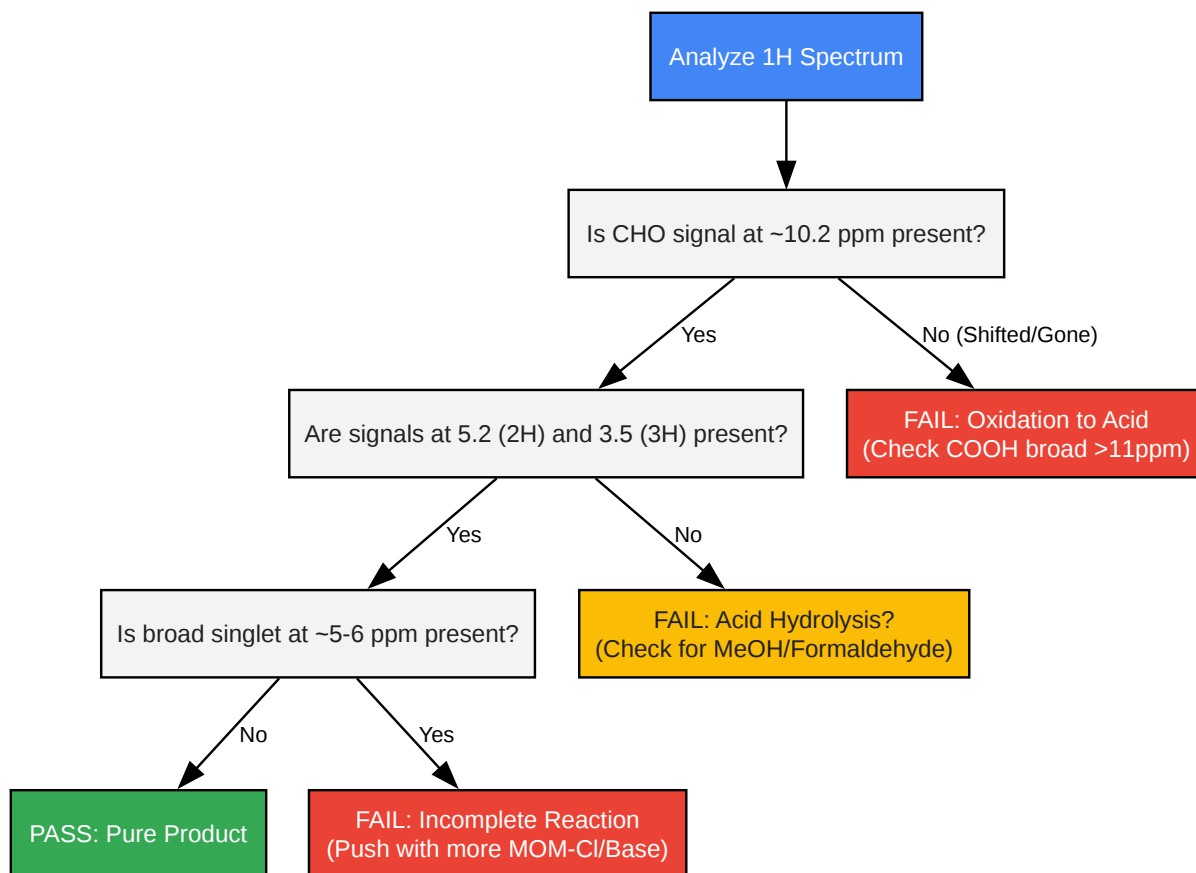 Analyze 1H Spectrum
Is CHO signal at ~10.2 ppm present?
Yes
No (Shifted/Gone)
Are signals at 5.2 (2H) and 3.5 (3H) present?
FAIL: Oxidation to Acid
(Check COOH broad >11ppm)
Yes
No
Is broad singlet at ~5-6 ppm present?
FAIL: Acid Hydrolysis?
(Check for MeOH/Formaldehyde)
No
Yes
PASS: Pure Product
FAIL: Incomplete Reaction
(Push with more MOM-Cl/Base)